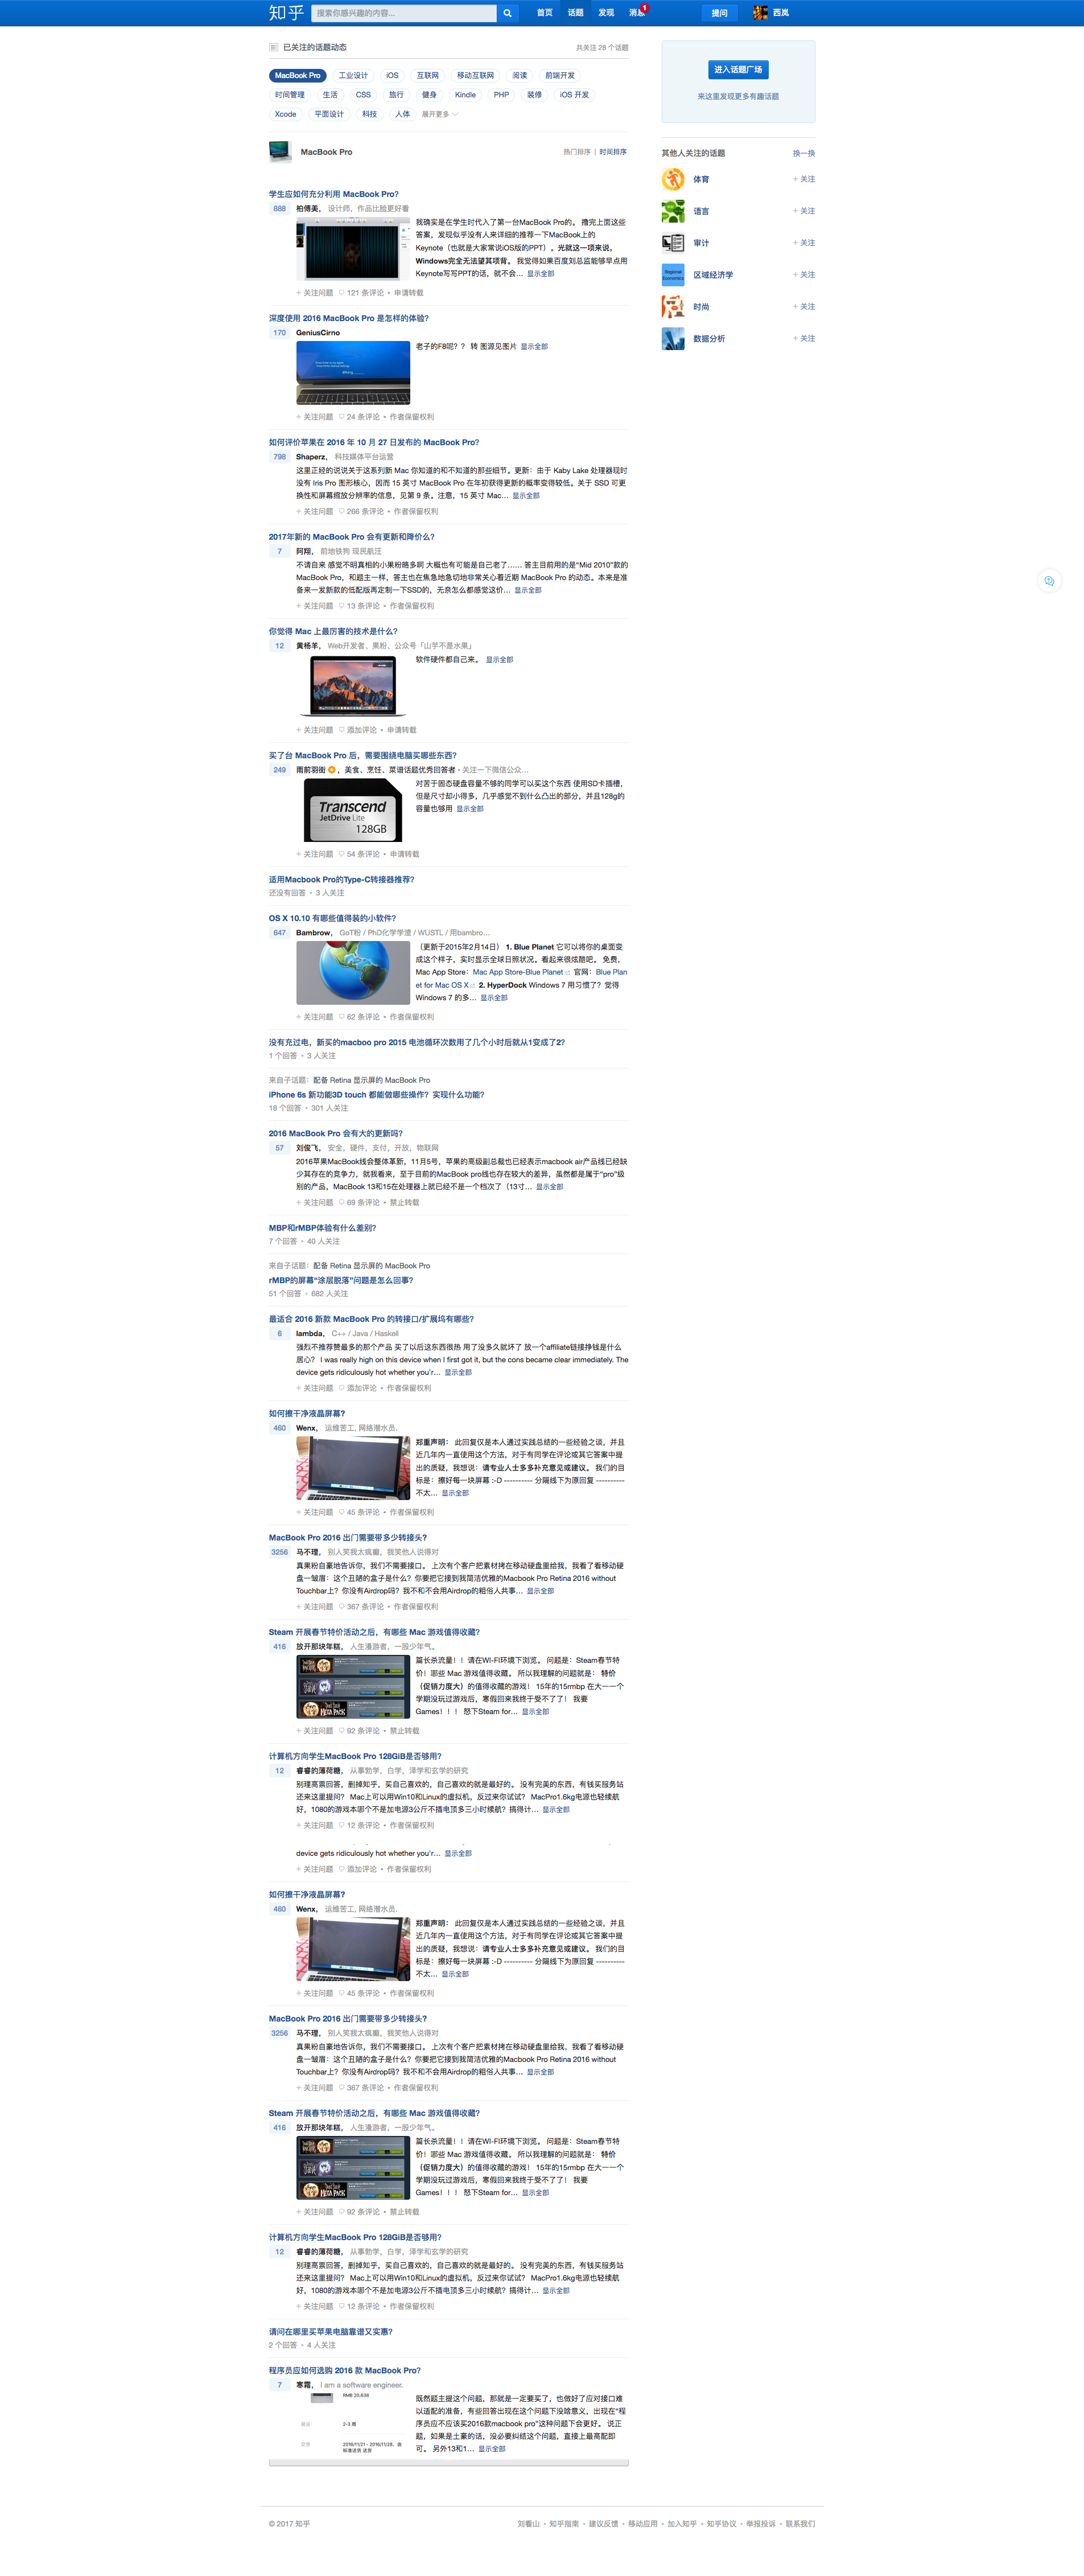 知乎
搜索你感兴趣的内容...
首页 话题 发现 消息 1 提问 西岚
已关注的话题动态 共关注 28 个话题
MacBook Pro 工业设计 iOS 互联网 移动互联网 阅读 前端开发
时间管理 生活 CSS 旅行 健身 Kindle PHP 装修 iOS 开发
Xcode 平面设计 科技 人体 展开更多
MacBook Pro 热门排序 | 时间排序
学生应如何充分利用 MacBook Pro?
888 柏傅美，设计师，作品比脸更好看
我确实是在学生时代入了第一台MacBook Pro的。 撸完上面这些
答案，发现似乎没有人来详细的推荐一下MacBook上的
Keynote（也就是大家常说iOS版的PPT）。光就这一项来说，
Windows完全无法望其项背。 我觉得如果百度刘总监能够早点用
Keynote写写PPT的话，就不会… 显示全部
关注问题 121 条评论 • 申请转载
深度使用 2016 MacBook Pro 是怎样的体验?
170 GeniusCirno
老子的F8呢？？ 转 图源见图片 显示全部
关注问题 24 条评论 • 作者保留权利
如何评价苹果在 2016 年 10 月 27 日发布的 MacBook Pro?
798 Shaperz，科技媒体平台运营
这里正经的说说关于这系列新 Mac 你知道的和不知道的那些细节。更新：由于 Kaby Lake 处理器现时
没有 Iris Pro 图形核心，因而 15 英寸 MacBook Pro 在年初获得更新的概率变得较低。关于 SSD 可更
换性和屏幕缩放分辨率的信息，见第 9 条。注意，15 英寸 Mac… 显示全部
关注问题 266 条评论 • 作者保留权利
2017年新的 MacBook Pro 会有更新和降价么?
7 阿翔，前地铁狗 现民航汪
不请自来 感觉不明真相的小果粉略多啊 大概也有可能是自己老了…… 答主目前用的是“Mid 2010”款的
MacBook Pro，和题主一样，答主也在焦急地急切地非常关心着近期 MacBook Pro 的动态。本来是准
备来一发新款的低配版再定制一下SSD的，无奈怎么都感觉这价… 显示全部
关注问题 13 条评论 • 作者保留权利
你觉得 Mac 上最厉害的技术是什么?
12 黄杨羊，Web开发者、果粉、公众号「山芋不是水果」
软件硬件都自己来。 显示全部
关注问题 添加评论 • 申请转载
买了台 MacBook Pro 后，需要围绕电脑买哪些东西?
249 雨前羽街，美食、烹饪、菜谱话题优秀回答者 • 关注一下微信公众…
Transcend
JetDrive Lite
128GB
对苦于固态硬盘容量不够的同学可以买这个东西 使用SD卡插槽，
但是尺寸却小得多，几乎感觉不到什么凸出的部分，并且128g的
容量也够用 显示全部
关注问题 54 条评论 • 申请转载
适用Macbook Pro的Type-C转接器推荐?
还没有回答 • 3 人关注
OS X 10.10 有哪些值得装的小软件?
647 Bambrow，GoT粉 / PhD化学学渣 / WUSTL / 用bambro…
（更新于2015年2月14日） 1. Blue Planet 它可以将你的桌面变
成这个样子，实时显示全球日照状况。看起来很炫酷吧。 免费，
Mac App Store：Mac App Store-Blue Planet 官网：Blue Plan
et for Mac OS X 2. HyperDock Windows 7 用习惯了？觉得
Windows 7 的多… 显示全部
关注问题 62 条评论 • 作者保留权利
没有充过电，新买的macboo pro 2015 电池循环次数用了几个小时后就从1变成了2?
1 个回答 • 3 人关注
来自子话题：配备 Retina 显示屏的 MacBook Pro
iPhone 6s 新功能3D touch 都能做哪些操作？实现什么功能?
18 个回答 • 301 人关注
2016 MacBook Pro 会有大的更新吗?
57 刘俊飞，安全，硬件，支付，开放，物联网
2016苹果MacBook线会整体革新，11月5号，苹果的高级副总裁也已经表示macbook air产品线已经缺
少其存在的竞争力，就我看来，至于目前的MacBook pro线也存在较大的差异，虽然都是属于“pro”级
别的产品，MacBook 13和15在处理器上就已经不是一个档次了（13寸… 显示全部
关注问题 69 条评论 • 禁止转载
MBP和rMBP体验有什么差别?
7 个回答 • 40 人关注
来自子话题：配备 Retina 显示屏的 MacBook Pro
rMBP的屏幕“涂层脱落”问题是怎么回事?
51 个回答 • 682 人关注
最适合 2016 新款 MacBook Pro 的转接口/扩展坞有哪些?
6 lambda，C++ / Java / Haskell
强烈不推荐赞最多的那个产品 买了以后这东西很热 用了没多久就坏了 放一个affiliate链接挣钱是什么
居心？ I was really high on this device when I first got it, but the cons became clear immediately. The
device gets ridiculously hot whether you'r… 显示全部
关注问题 添加评论 • 作者保留权利
如何擦干净液晶屏幕?
460 Wenx，运维苦工, 网络潜水员.
郑重声明： 此回复仅是本人通过实践总结的一些经验之谈，并且
近几年内一直使用这个方法，对于有同学在评论或其它答案中提
出的质疑，我想说：请专业人士多多补充意见或建议。 我们的目
标是：擦好每一块屏幕 :-D ---------- 分隔线下为原回复 ----------
不太… 显示全部
关注问题 45 条评论 • 作者保留权利
MacBook Pro 2016 出门需要带多少转接头?
3256 马不理，别人笑我太疯癫，我笑他人说得对
真果粉自豪地告诉你，我们不需要接口。 上次有个客户把素材拷在移动硬盘里给我，我看了看移动硬
盘一皱眉：这个丑陋的盒子是什么？你要把它接到我简洁优雅的Macbook Pro Retina 2016 without
Touchbar上？你没有Airdrop吗？我不和不会用Airdrop的粗俗人共事… 显示全部
关注问题 367 条评论 • 作者保留权利
Steam 开展春节特价活动之后，有哪些 Mac 游戏值得收藏?
416 放开那块年糕，人生漫游者，一股少年气。
篇长杀流量！！请在WI-FI环境下浏览。 问题是：Steam春节特
价！哪些 Mac 游戏值得收藏。 所以我理解的问题就是： 特价
（促销力度大）的值得收藏的游戏！ 15年的15rmbp 在大一一个
学期没玩过游戏后，寒假回来我终于受不了了！ 我要
Games！！！ 怒下Steam for… 显示全部
关注问题 92 条评论 • 禁止转载
计算机方向学生MacBook Pro 128GiB是否够用?
12 睿睿的薄荷糖，从事勃学，白学，泽学和玄学的研究
别理高票回答，删掉知乎，买自己喜欢的，自己喜欢的就是最好的。 没有完美的东西，有钱买服务站
还来这里提问？ Mac上可以用Win10和Linux的虚拟机，反过来你试试？ MacPro1.6kg电源也轻续航
好，1080的游戏本哪个不是加电源3公斤不插电顶多三小时续航？搞得计… 显示全部
关注问题 12 条评论 • 作者保留权利
device gets ridiculously hot whether you'r… 显示全部
关注问题 添加评论 • 作者保留权利
如何擦干净液晶屏幕?
460 Wenx，运维苦工, 网络潜水员.
郑重声明： 此回复仅是本人通过实践总结的一些经验之谈，并且
近几年内一直使用这个方法，对于有同学在评论或其它答案中提
出的质疑，我想说：请专业人士多多补充意见或建议。 我们的目
标是：擦好每一块屏幕 :-D ---------- 分隔线下为原回复 ----------
不太… 显示全部
关注问题 45 条评论 • 作者保留权利
MacBook Pro 2016 出门需要带多少转接头?
3256 马不理，别人笑我太疯癫，我笑他人说得对
真果粉自豪地告诉你，我们不需要接口。 上次有个客户把素材拷在移动硬盘里给我，我看了看移动硬
盘一皱眉：这个丑陋的盒子是什么？你要把它接到我简洁优雅的Macbook Pro Retina 2016 without
Touchbar上？你没有Airdrop吗？我不和不会用Airdrop的粗俗人共事… 显示全部
关注问题 367 条评论 • 作者保留权利
Steam 开展春节特价活动之后，有哪些 Mac 游戏值得收藏?
416 放开那块年糕，人生漫游者，一股少年气。
篇长杀流量！！请在WI-FI环境下浏览。 问题是：Steam春节特
价！哪些 Mac 游戏值得收藏。 所以我理解的问题就是： 特价
（促销力度大）的值得收藏的游戏！ 15年的15rmbp 在大一一个
学期没玩过游戏后，寒假回来我终于受不了了！ 我要
Games！！！ 怒下Steam for… 显示全部
关注问题 92 条评论 • 禁止转载
计算机方向学生MacBook Pro 128GiB是否够用?
12 睿睿的薄荷糖，从事勃学，白学，泽学和玄学的研究
别理高票回答，删掉知乎，买自己喜欢的，自己喜欢的就是最好的。 没有完美的东西，有钱买服务站
还来这里提问？ Mac上可以用Win10和Linux的虚拟机，反过来你试试？ MacPro1.6kg电源也轻续航
好，1080的游戏本哪个不是加电源3公斤不插电顶多三小时续航？搞得计… 显示全部
关注问题 12 条评论 • 作者保留权利
请问在哪里买苹果电脑靠谱又实惠?
2 个回答 • 4 人关注
程序员应如何选购 2016 款 MacBook Pro?
7 寒霜，I am a software engineer.
RMB 20,638
2-3 周
2016/11/21 - 2016/11/28，由
标准送货 送货
既然题主提这个问题，那就是一定要买了，也做好了应对接口难
以适配的准备，有些回答出现在这个问题下没啥意义，出现在“程
序员应不应该买2016款macbook pro”这种问题下会更好。 说正
题，如果是土豪的话，没必要纠结这个问题，直接上最高配即
可。 另外13和1… 显示全部
进入话题广场
来这里发现更多有趣话题
其他人关注的话题 换一换
体育 关注
语言 关注
审计 关注
Regional
Economics
区域经济学 关注
时尚 关注
数据分析 关注
© 2017 知乎
刘看山 • 知乎指南 • 建议反馈 • 移动应用 • 加入知乎 • 知乎协议 • 举报投诉 • 联系我们